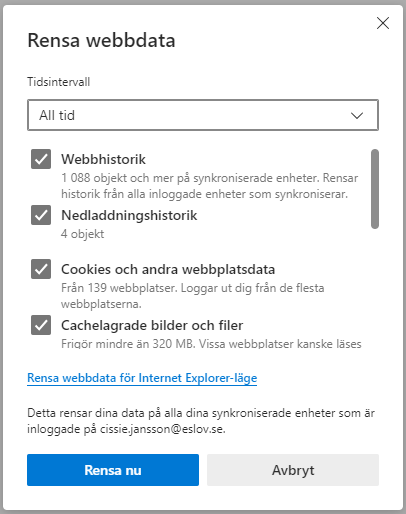 Rensa webbdata
Tidsintervall
All tid
Webbhistorik
1 088 objekt och mer på synkroniserade enheter. Rensar
historik från alla inloggade enheter som synkroniserar.
Nedladdningshistorik
4 objekt
Cookies och andra webbplatsdata
Från 139 webbplatser. Loggar ut dig från de flesta
webbplatserna.
Cachelagrade bilder och filer
Frigör mindre än 320 MB. Vissa webbplatser kanske läses
Rensa webbdata för Internet Explorer-läge
Detta rensar dina data på alla dina synkroniserade enheter som är
inloggade på cissie.jansson@eslov.se.
Rensa nu
Avbryt